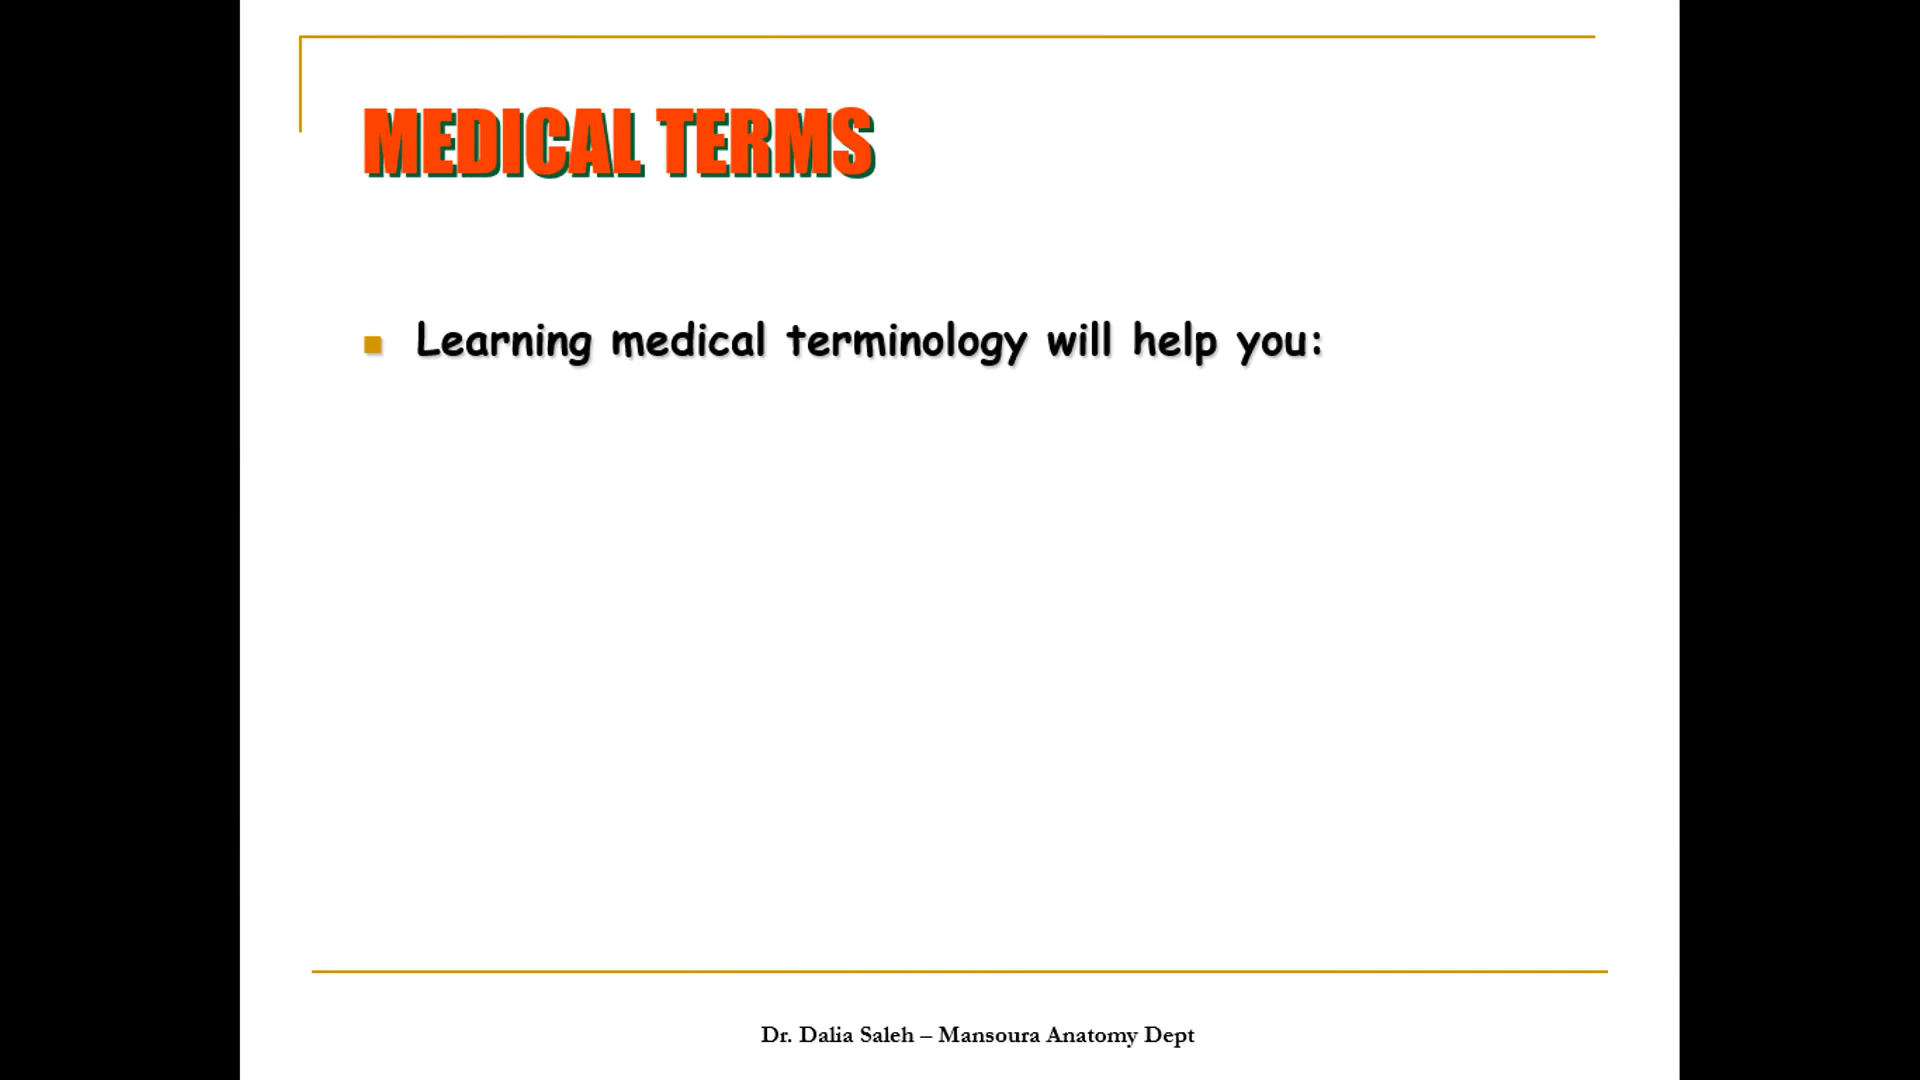 MEDICAL TERMS
Learning medical terminology will help you:
Dr. Dalia Saleh – Mansoura Anatomy Dept